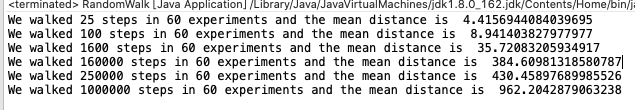 <terminated> RandomWalk [Java Application] /Library/Java/JavaVirtualMachines/jdk1.8.0_162.jdk/Contents/Home/bin/ja
We walked 25 steps in 60 experiments and the mean distance is  4.4156944084039695
We walked 100 steps in 60 experiments and the mean distance is  8.941403827977977
We walked 1600 steps in 60 experiments and the mean distance is  35.72083205934917
We walked 160000 steps in 60 experiments and the mean distance is  384.60981318580787
We walked 250000 steps in 60 experiments and the mean distance is  430.45897689985526
We walked 1000000 steps in 60 experiments and the mean distance is  962.2042879063238